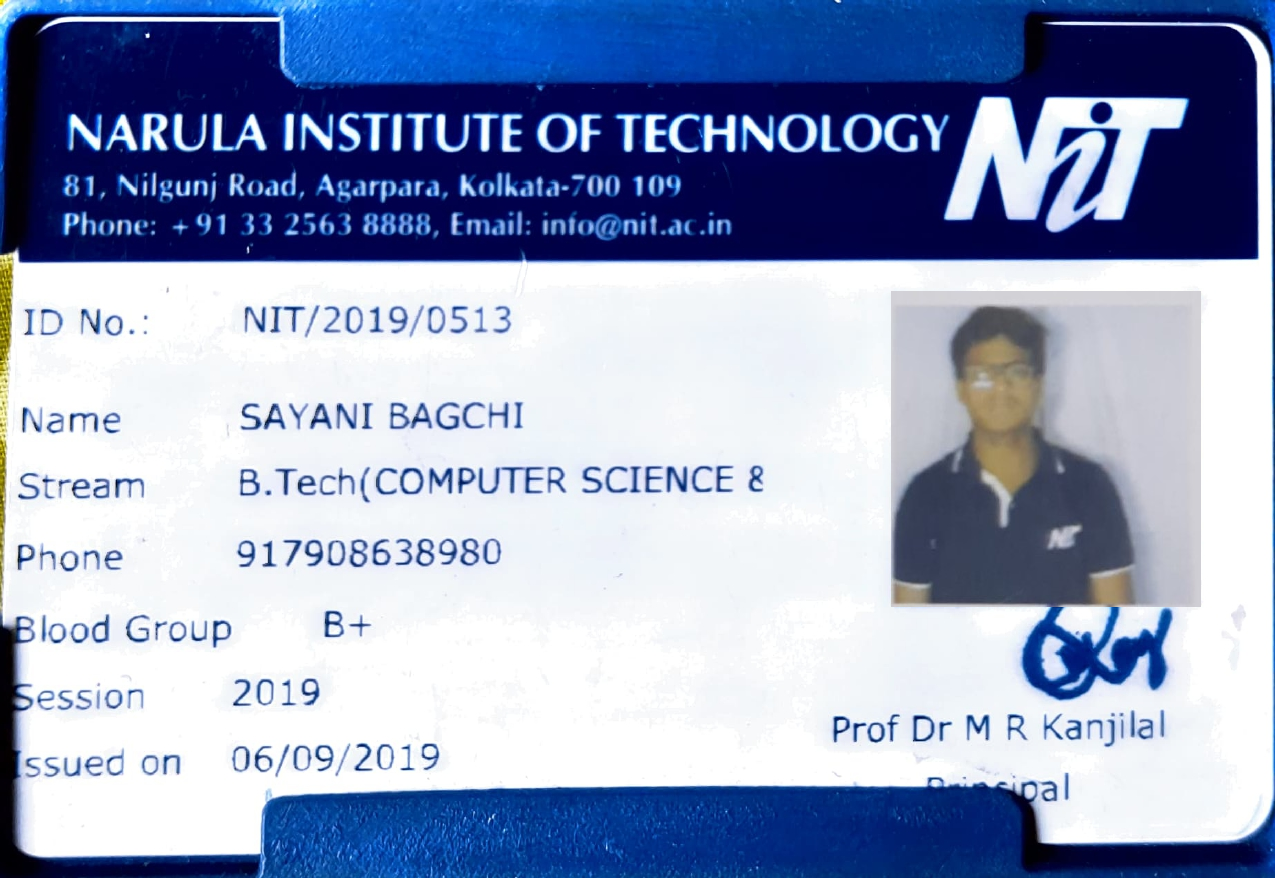 NARULA INSTITUTE OF TECHNOLOGY
NiT
81, Nilgunj Road, Agarpara, Kolkata-700 109
Phone: +91 33 2563 8888, Email: info@nit.ac.in
ID No.: NIT/2019/0513
Name SAYANI BAGCHI
Stream B.Tech(COMPUTER SCIENCE &
Phone 917908638980
Blood Group B+
Session 2019
Issued on 06/09/2019
NiT
Prof Dr M R Kanjilal
Principal